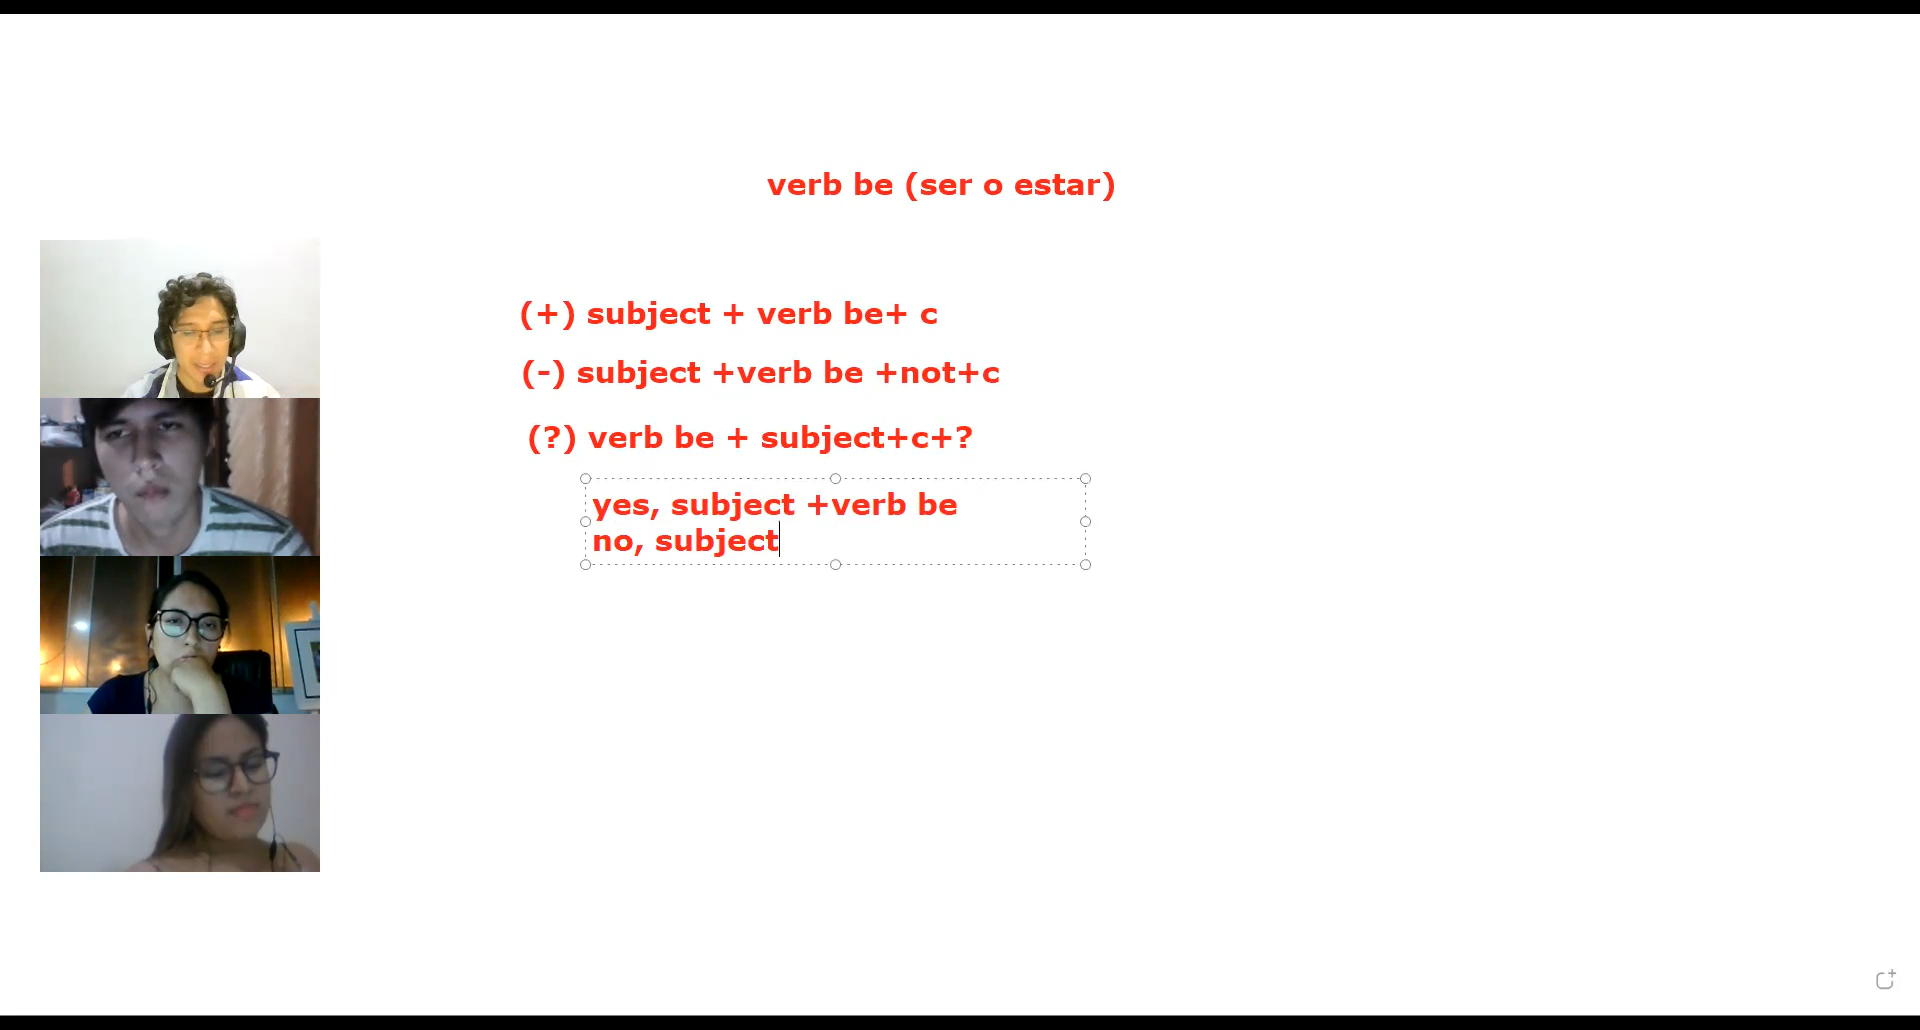 verb be (ser o estar)
(+) subject + verb be+ c
(-) subject +verb be +not+c
(?) verb be + subject+c+?
yes, subject +verb be
no, subject